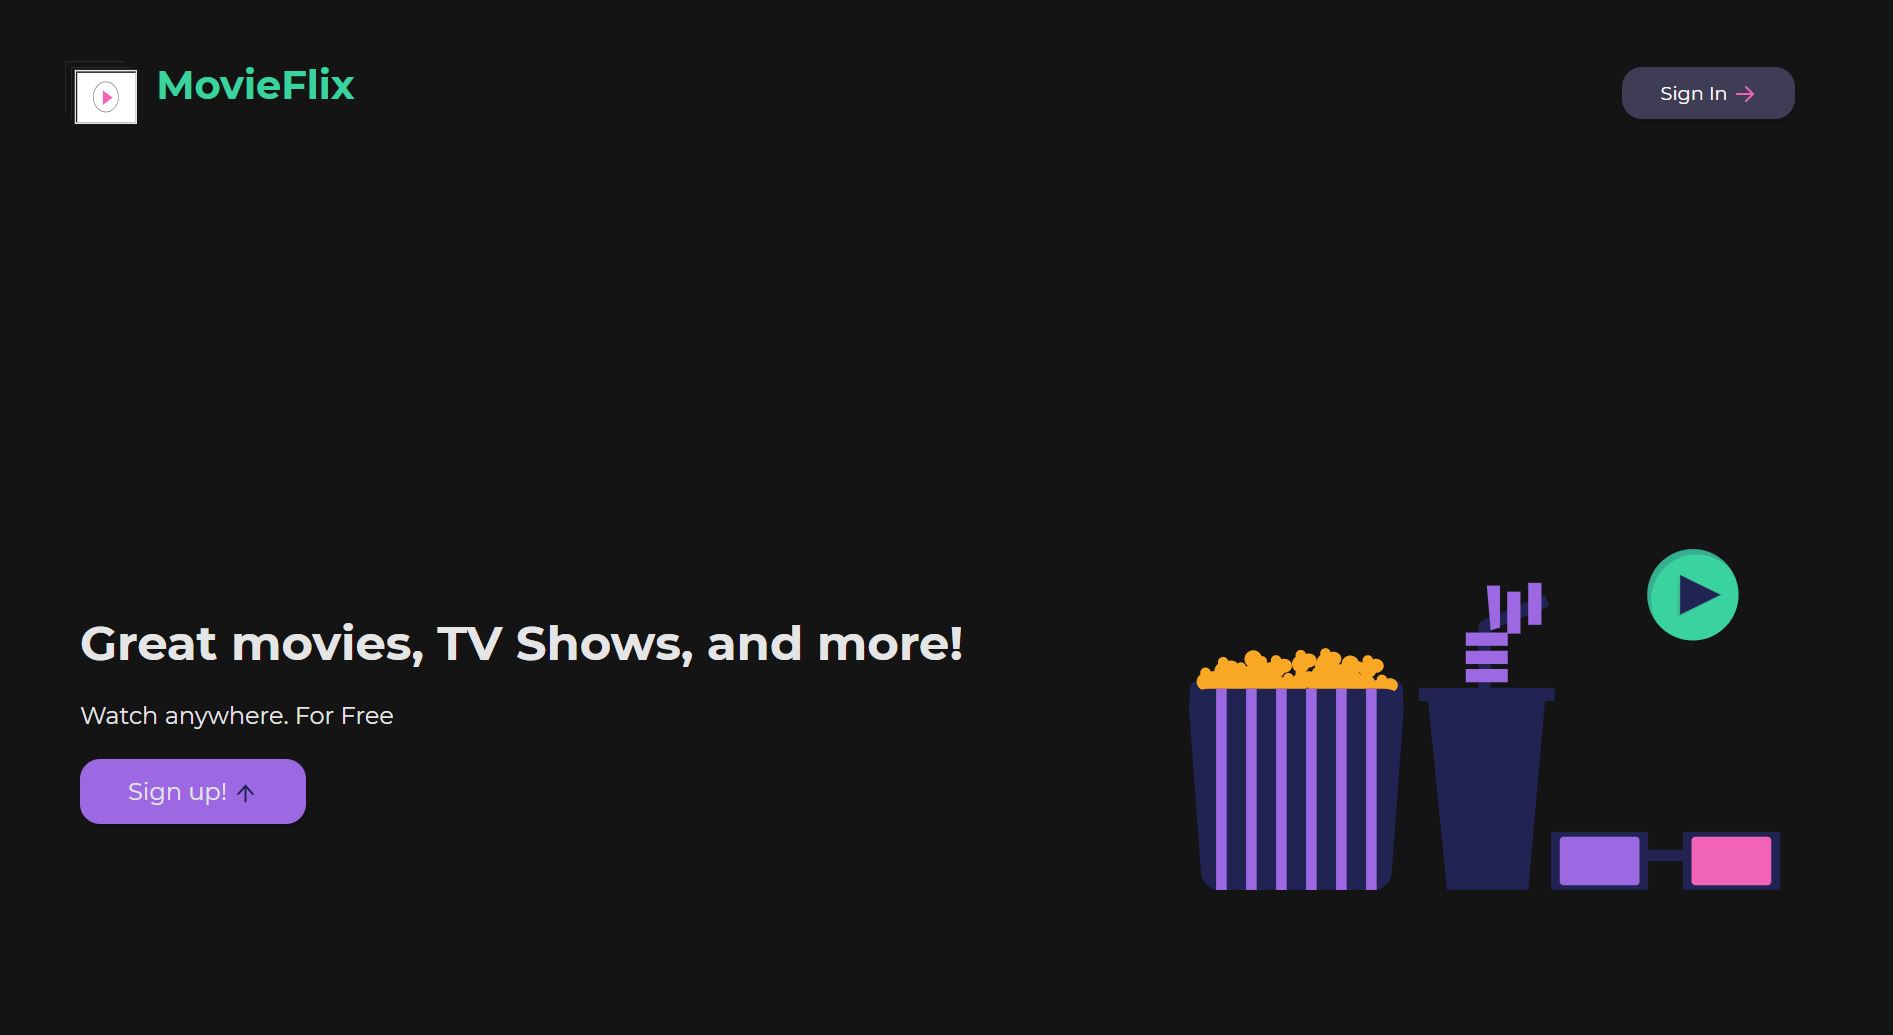 MovieFlix
Sign In
Great movies, TV Shows, and more!
Watch anywhere. For Free
Sign up!